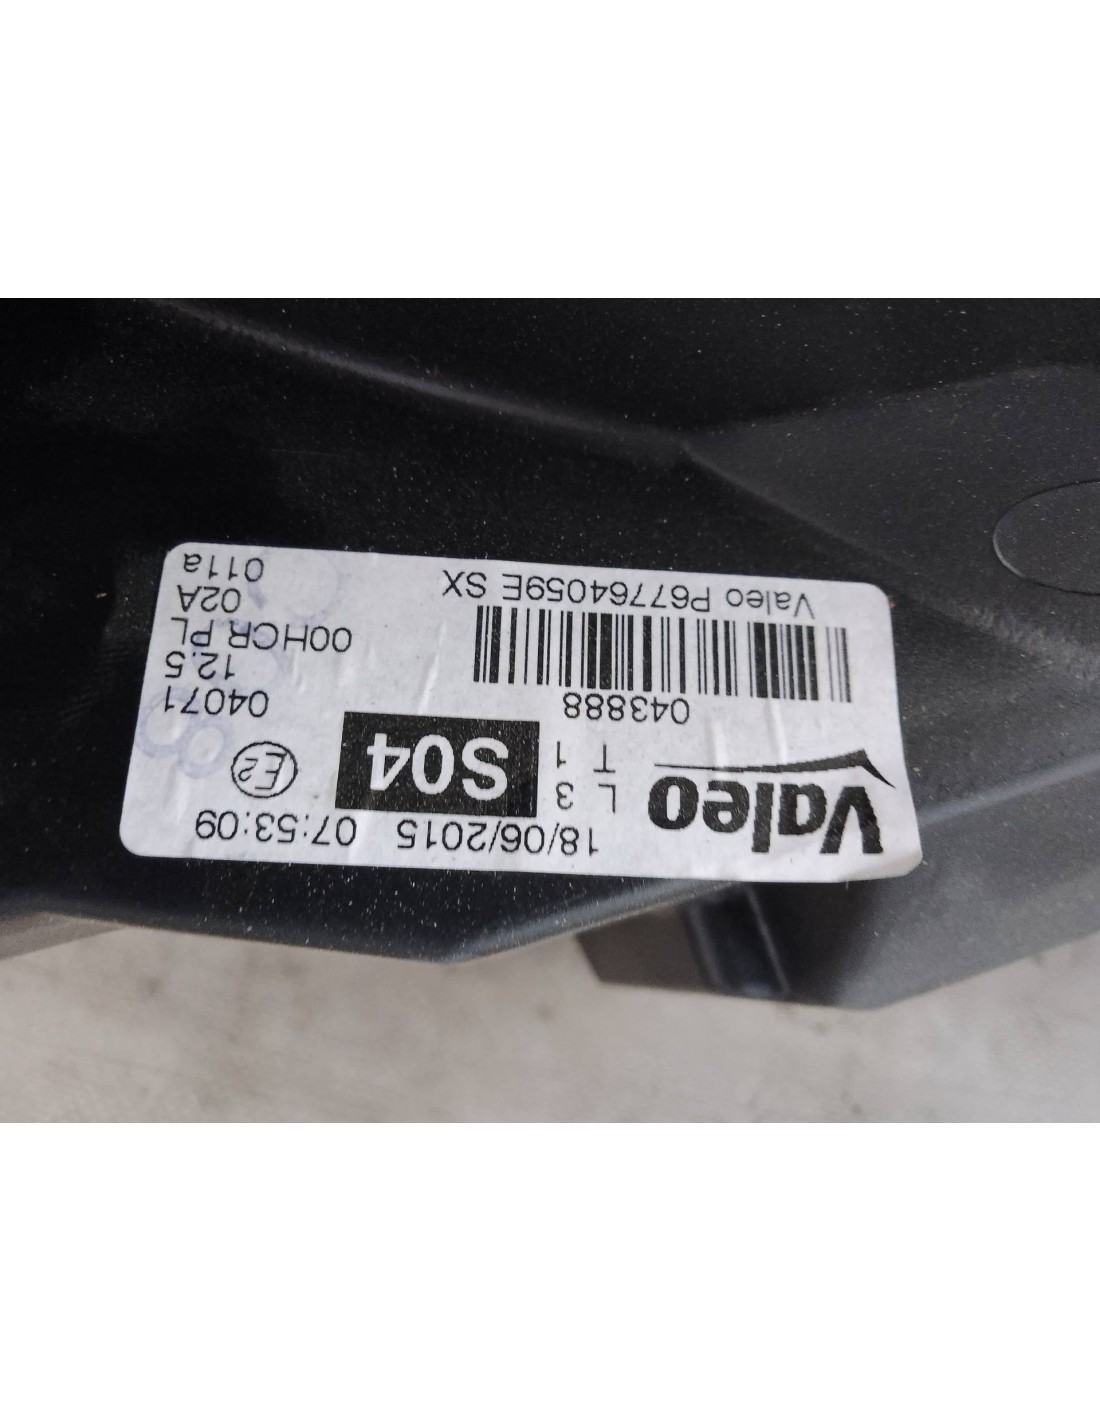 18/06/2015 07:53:09
Valeo
L T
3 1
S04
E2
043888
04071
12.5
00HCR PL
02A
011a
Valeo P67764059E SX